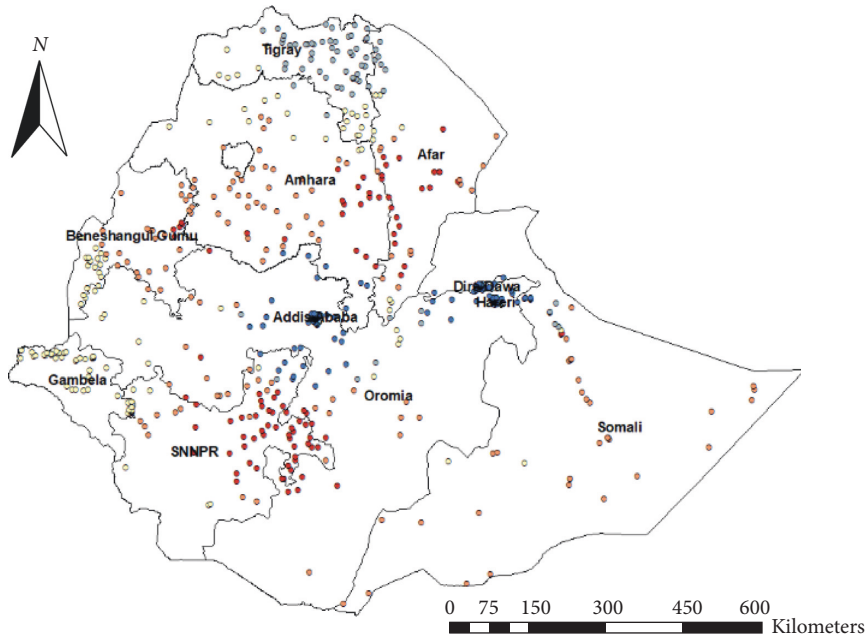 N
Tigray
Afar
Amhara
Beneshangul Gumu
Dire Dawa
Hareri
Addis Ababa
Gambela
Oromia
Somali
SNNPR
0 75 150 300 450 600
Kilometers